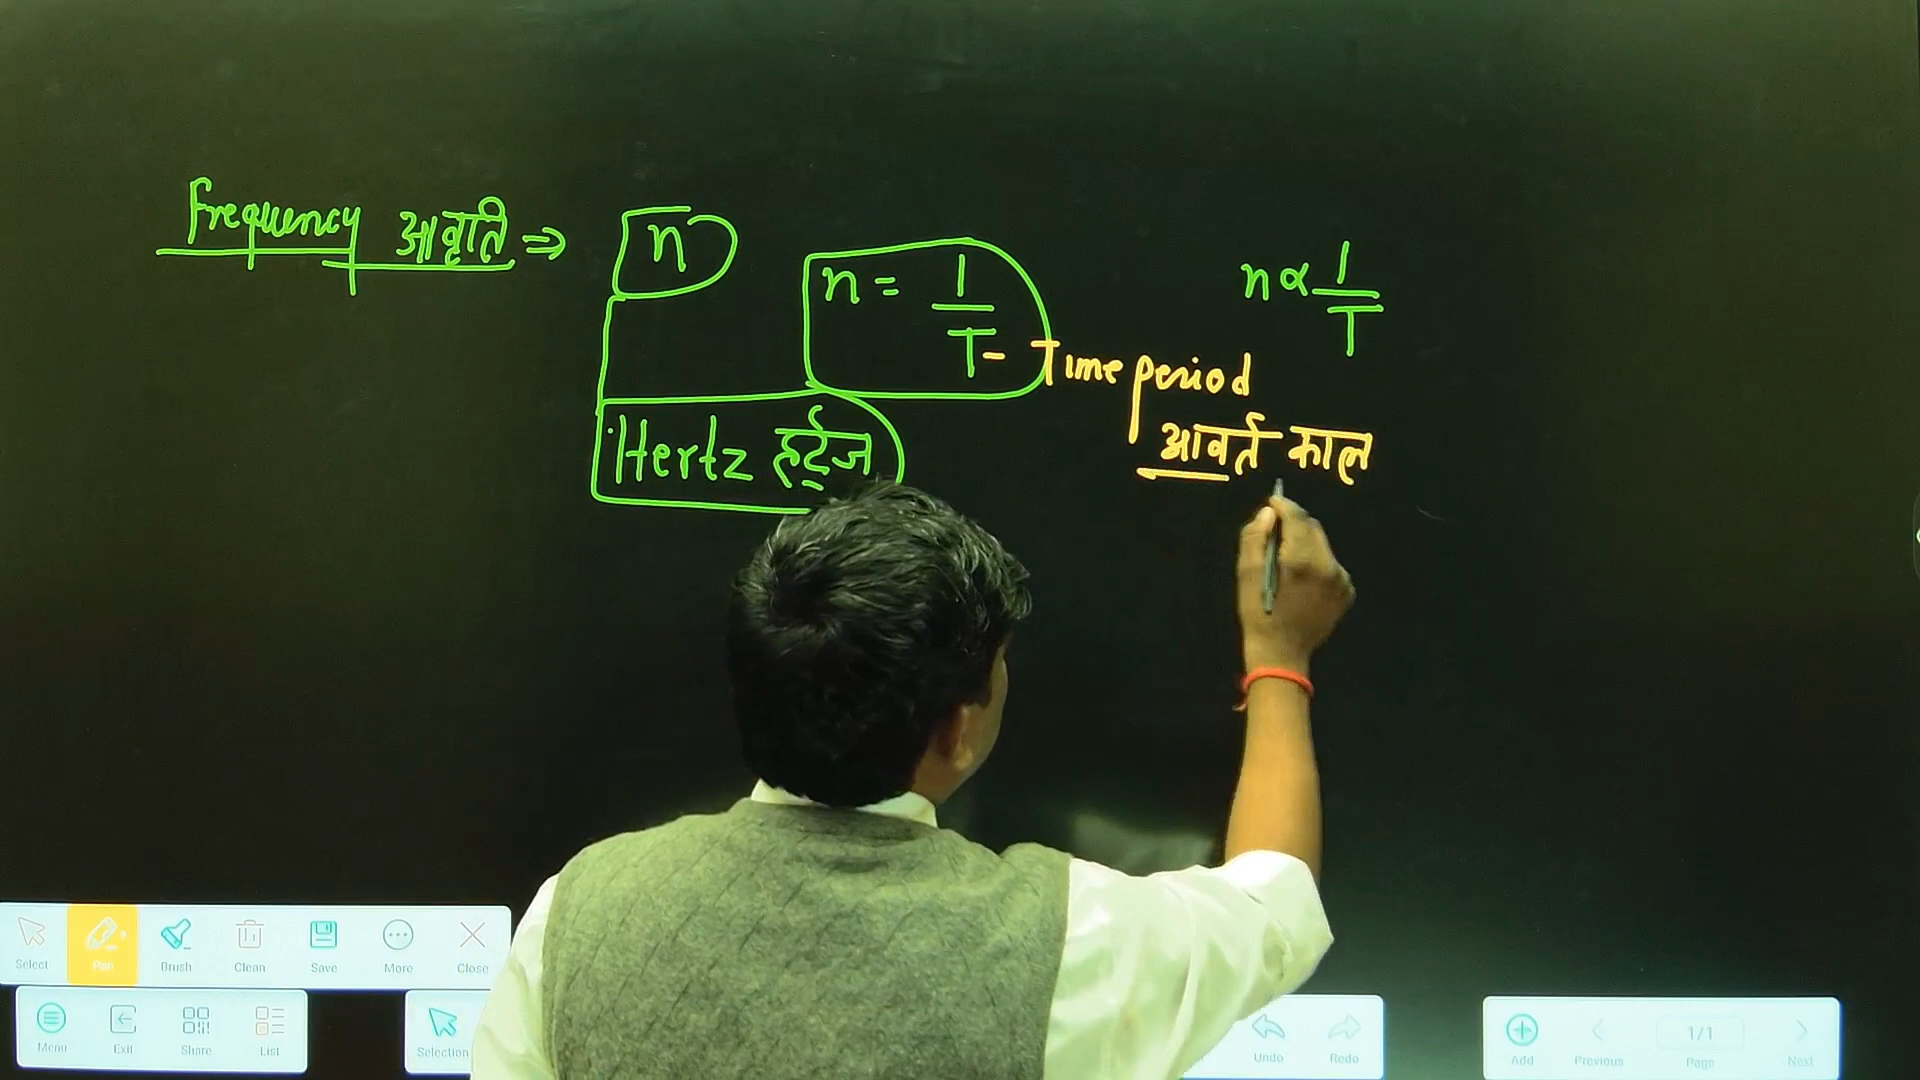 Frequency आवृति ⇒ n
n = 1/T - Time period
n ∝ 1/T
Hertz हर्ट्ज
आवर्त काल
Select Pen Brush Clean Save More Close
Menu Exit Share List Selection Undo Redo Add Previous 1/1 Page Next